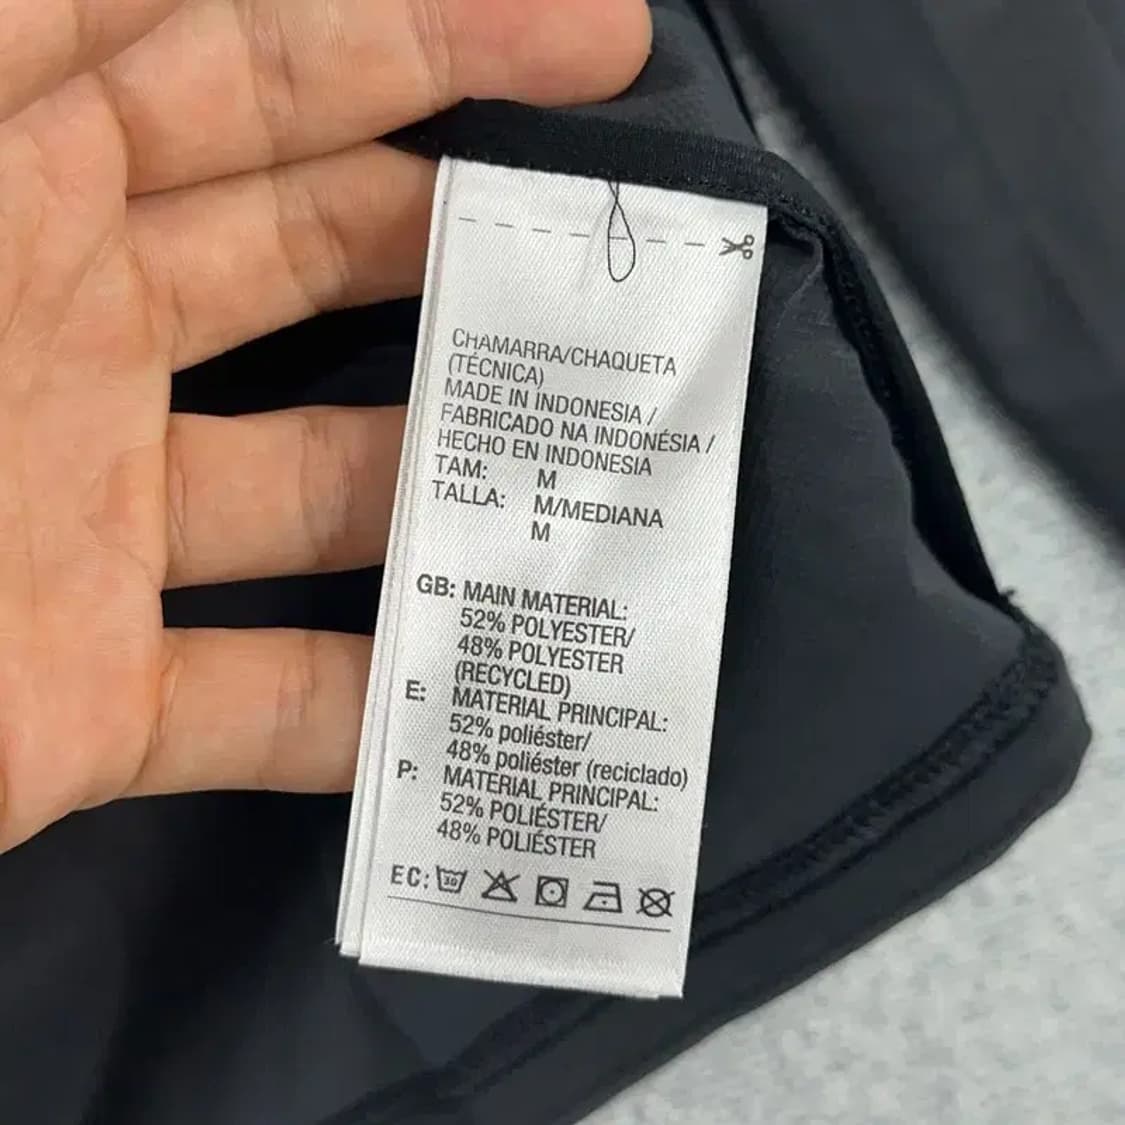 CHAMARRA/CHAQUETA
(TÉCNICA)
MADE IN INDONESIA /
FABRICADO NA INDONÉSIA /
HECHO EN INDONESIA
TAM: M
TALLA: M/MEDIANA
M
GB: MAIN MATERIAL:
52% POLYESTER/
48% POLYESTER
(RECYCLED)
E: MATERIAL PRINCIPAL:
52% poliéster/
48% poliéster (reciclado)
P: MATERIAL PRINCIPAL:
52% POLIÉSTER/
48% POLIÉSTER
EC: 30